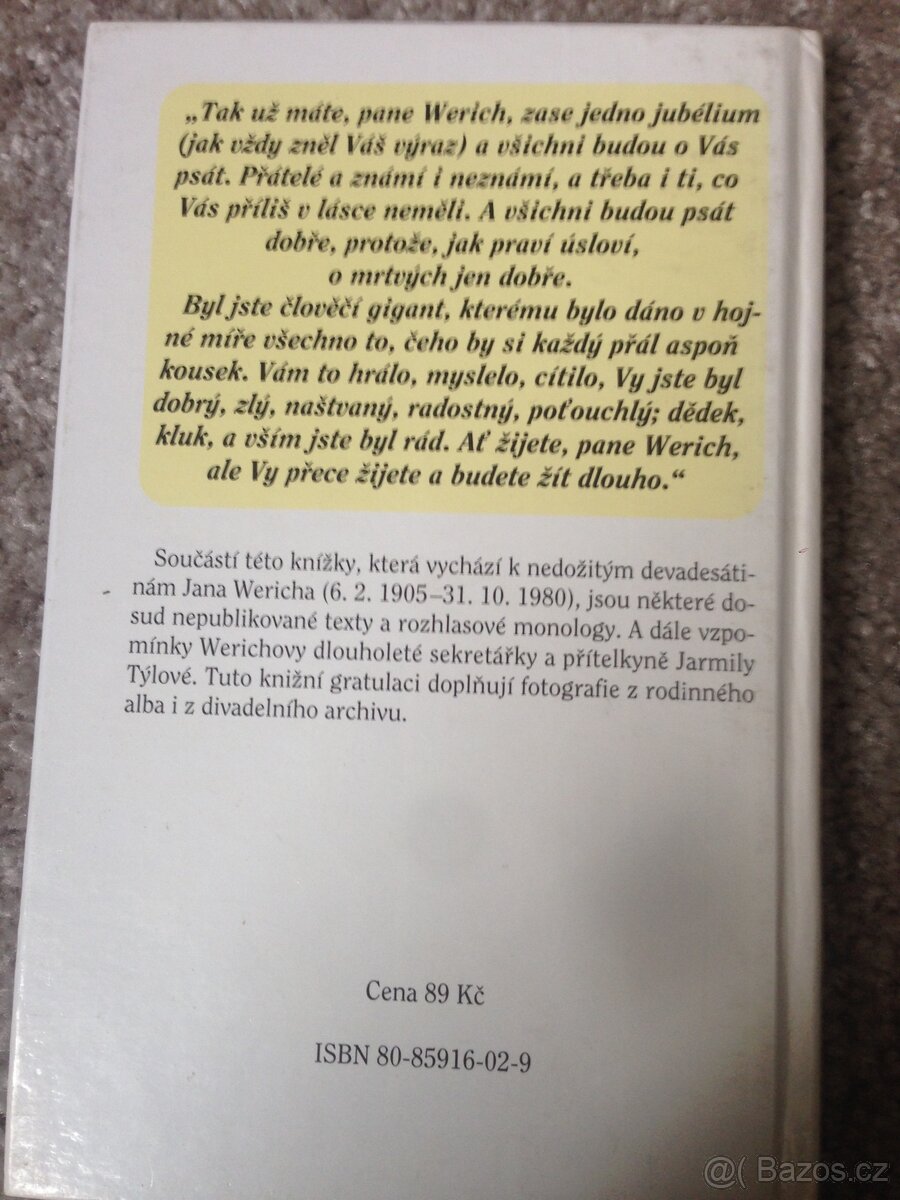 „Tak už máte, pane Werich, zase jedno jubélium
(jak vždy zněl Váš výraz) a všichni budou o Vás
psát. Přátelé a známí i neznámí, a třeba i ti, co
Vás příliš v lásce neměli. A všichni budou psát
dobře, protože, jak praví úsloví,
o mrtvých jen dobře.
Byl jste člověčí gigant, kterému bylo dáno v hoj-
né míře všechno to, čeho by si každý přál aspoň
kousek. Vám to hrálo, myslelo, cítilo, Vy jste byl
dobrý, zlý, naštvaný, radostný, poťouchlý; dědek,
kluk, a vším jste byl rád. Ať žijete, pane Werich,
ale Vy přece žijete a budete žít dlouho.“
Součástí této knížky, která vychází k nedožitým devadesáti-
nám Jana Wericha (6. 2. 1905–31. 10. 1980), jsou některé do-
sud nepublikované texty a rozhlasové monology. A dále vzpo-
mínky Werichovy dlouholeté sekretářky a přítelkyně Jarmily
Týlové. Tuto knižní gratulaci doplňují fotografie z rodinného
alba i z divadelního archivu.
Cena 89 Kč
ISBN 80-85916-02-9
@( Bazos.cz